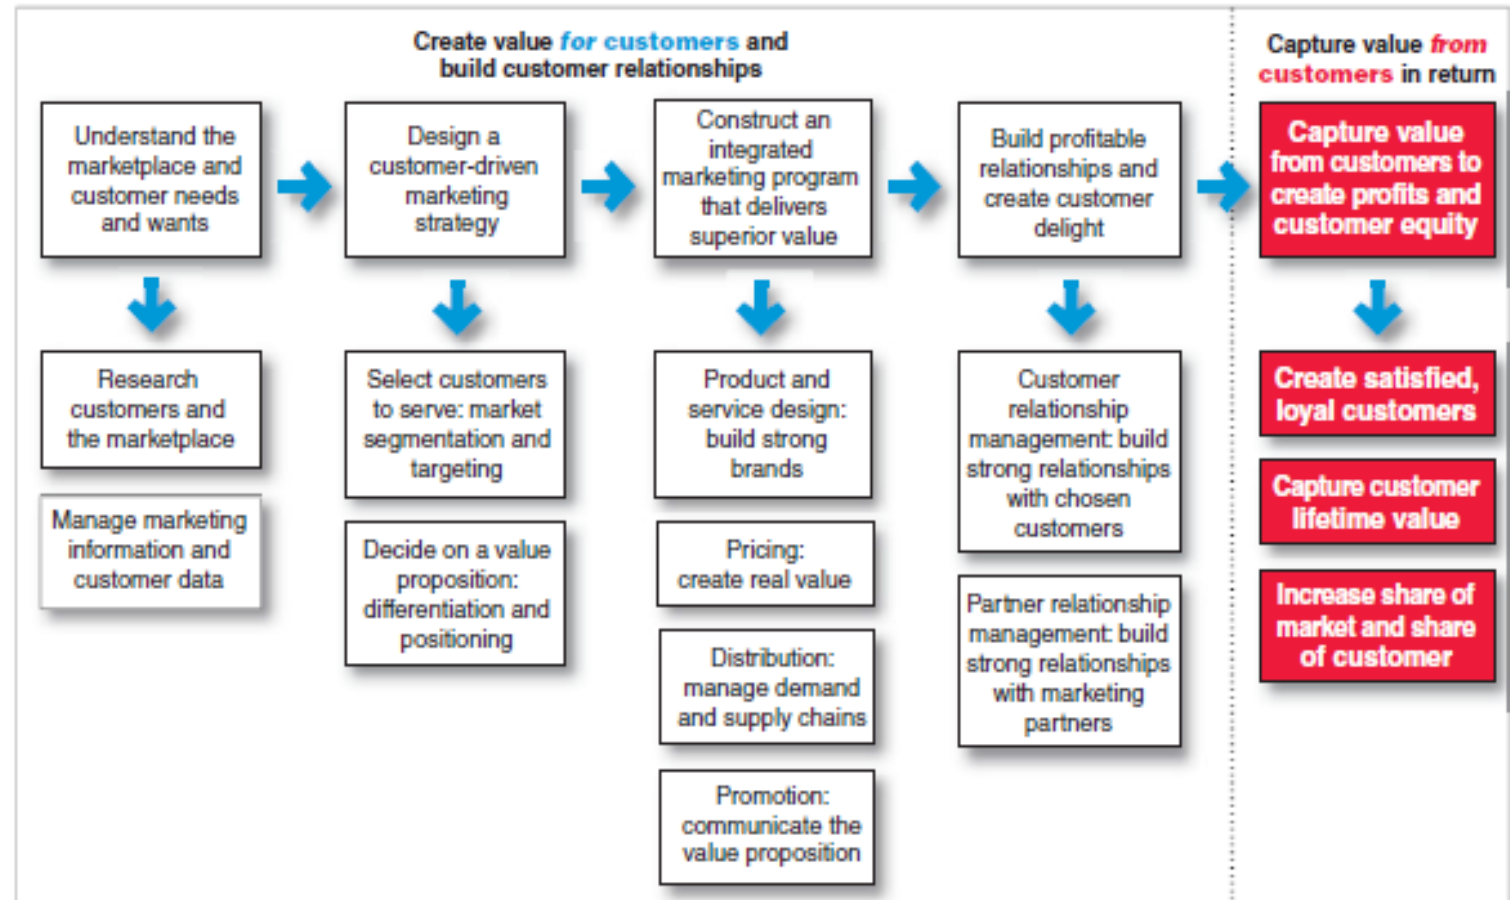 Create value for customers and
build customer relationships
Capture value from
customers in return
Understand the
marketplace and
customer needs
and wants
Design a
customer-driven
marketing
strategy
Construct an
integrated
marketing program
that delivers
superior value
Build profitable
relationships and
create customer
delight
Capture value
from customers to
create profits and
customer equity
Research
customers and
the marketplace
Manage marketing
information and
customer data
Select customers
to serve: market
segmentation and
targeting
Decide on a value
proposition:
differentiation and
positioning
Product and
service design:
build strong
brands
Pricing:
create real value
Distribution:
manage demand
and supply chains
Promotion:
communicate the
value proposition
Customer
relationship
management: build
strong relationships
with chosen
customers
Partner relationship
management: build
strong relationships
with marketing
partners
Create satisfied,
loyal customers
Capture customer
lifetime value
Increase share of
market and share
of customer